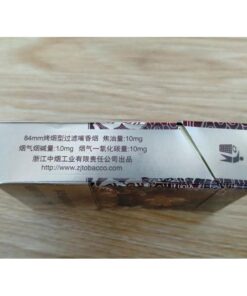 84mm烤烟型过滤嘴香烟 焦油量:10mg
烟气烟碱量:1.0mg 烟气一氧化碳量:10mg
浙江中烟工业有限责任公司出品
http://www.zjtobacco.com